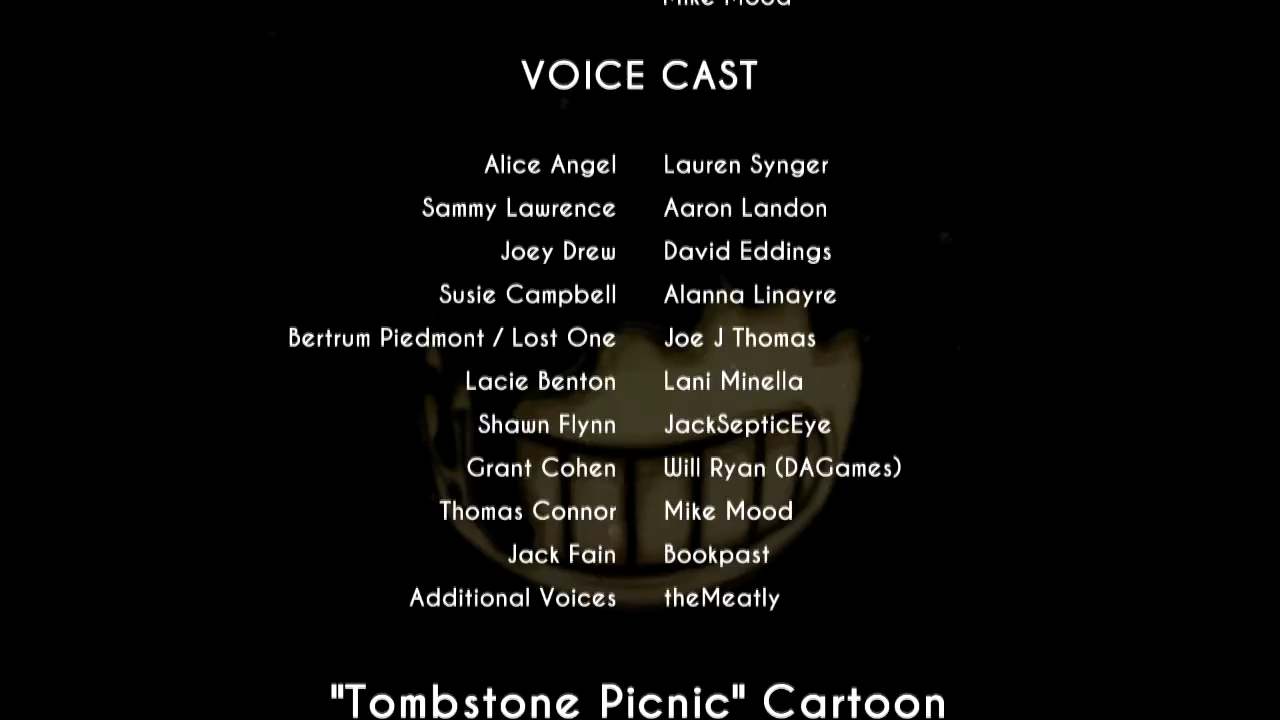 Mike Mood
VOICE CAST
Alice Angel Lauren Synger
Sammy Lawrence Aaron Landon
Joey Drew David Eddings
Susie Campbell Alanna Linayre
Bertrum Piedmont / Lost One Joe J Thomas
Lacie Benton Lani Minella
Shawn Flynn JackSepticEye
Grant Cohen Will Ryan (DAGames)
Thomas Connor Mike Mood
Jack Fain Bookpast
Additional Voices theMeatly
"Tombstone Picnic" Cartoon